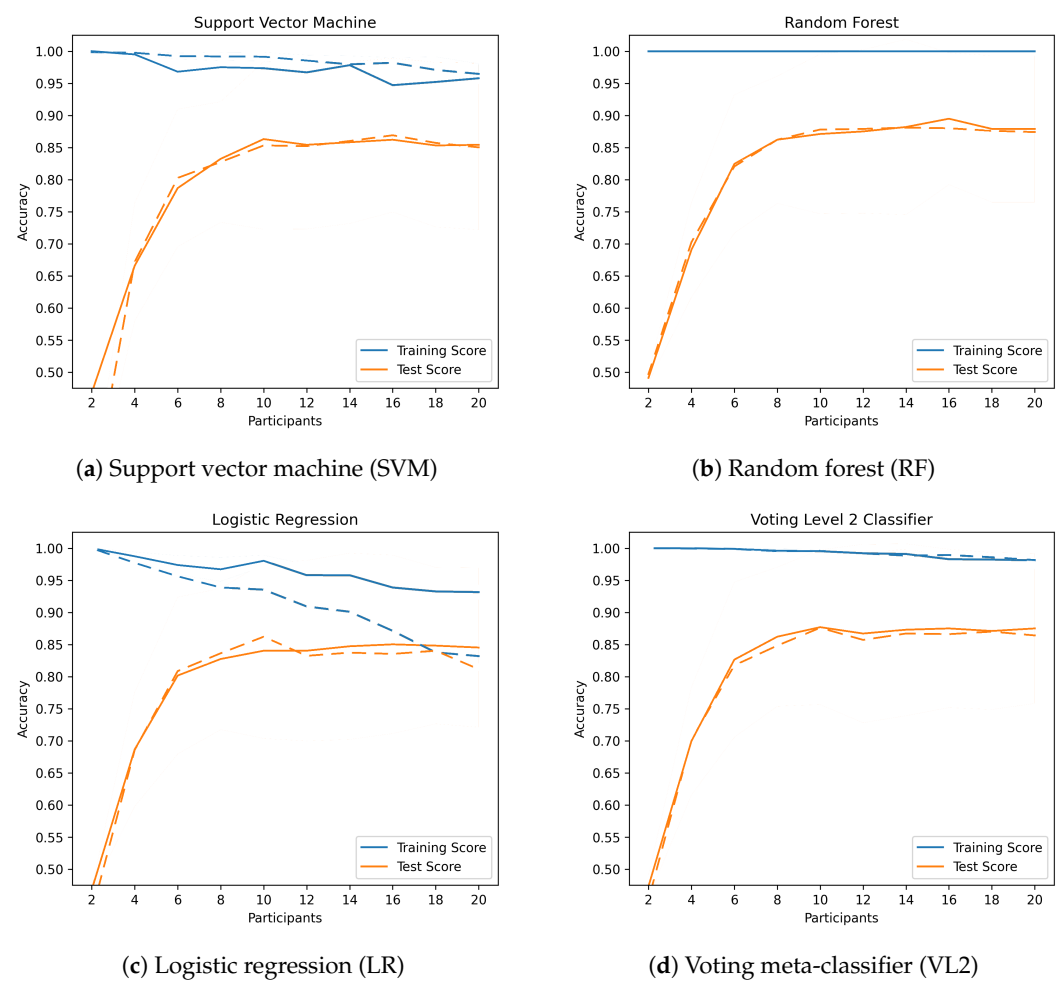 Support Vector Machine
1.00
0.95
0.90
0.85
0.80
0.75
0.70
0.65
0.60
0.55
0.50
Accuracy
2 4 6 8 10 12 14 16 18 20
Participants
Training Score
Test Score
(a) Support vector machine (SVM)
Random Forest
1.00
0.95
0.90
0.85
0.80
0.75
0.70
0.65
0.60
0.55
0.50
Accuracy
2 4 6 8 10 12 14 16 18 20
Participants
Training Score
Test Score
(b) Random forest (RF)
Logistic Regression
1.00
0.95
0.90
0.85
0.80
0.75
0.70
0.65
0.60
0.55
0.50
Accuracy
2 4 6 8 10 12 14 16 18 20
Participants
Training Score
Test Score
(c) Logistic regression (LR)
Voting Level 2 Classifier
1.00
0.95
0.90
0.85
0.80
0.75
0.70
0.65
0.60
0.55
0.50
Accuracy
2 4 6 8 10 12 14 16 18 20
Participants
Training Score
Test Score
(d) Voting meta-classifier (VL2)